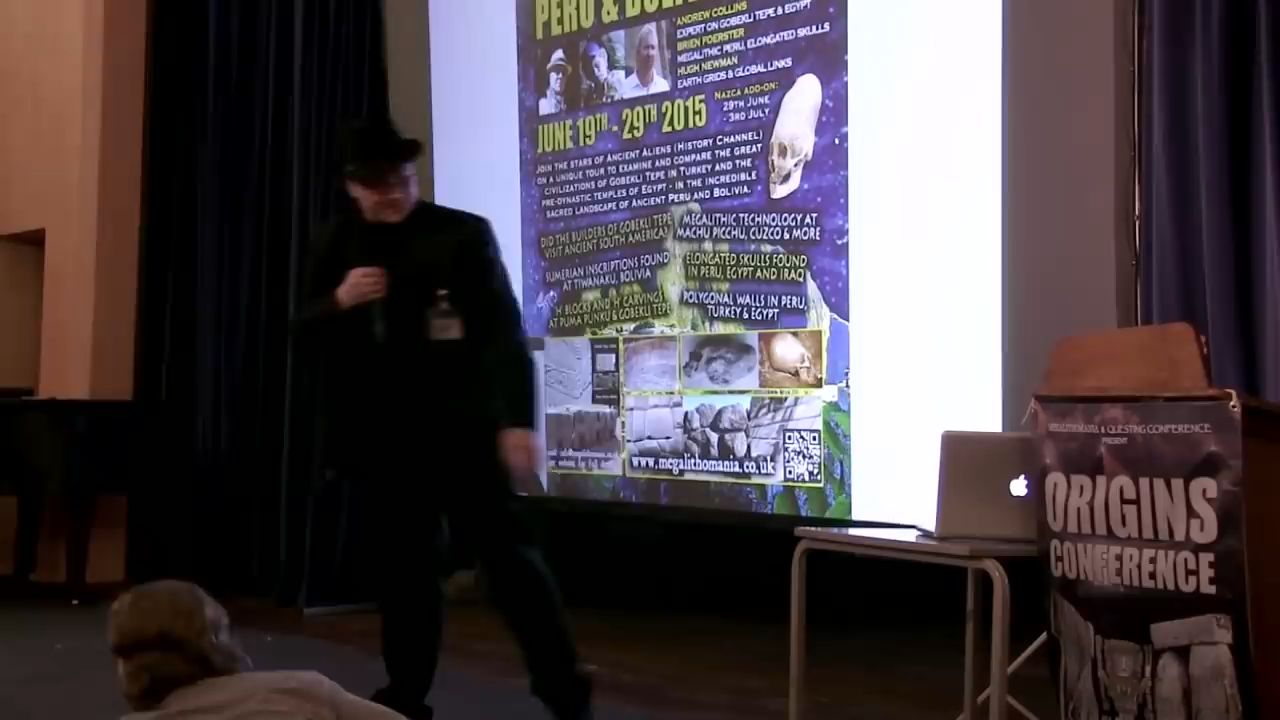 PERU &
ANDREW COLLINS
EXPERT ON GOBEKLI TEPE & EGYPT
BRIEN FOERSTER
MEGALITHIC PERU, ELONGATED SKULLS
HUGH NEWMAN
EARTH GRIDS & GLOBAL LINKS
JUNE 19TH - 29TH 2015
NAZCA ADD-ON:
29TH JUNE
- 3RD JULY
JOIN THE STARS OF ANCIENT ALIENS (HISTORY CHANNEL)
ON A UNIQUE TOUR TO EXAMINE AND COMPARE THE GREAT
CIVILIZATIONS OF GOBEKLI TEPE IN TURKEY AND THE
PRE-DYNASTIC TEMPLES OF EGYPT - IN THE INCREDIBLE
SACRED LANDSCAPE OF ANCIENT PERU AND BOLIVIA.
DID THE BUILDERS OF GOBEKLI TEPE
VISIT ANCIENT SOUTH AMERICA?
MEGALITHIC TECHNOLOGY AT
MACHU PICCHU, CUZCO & MORE
SUMERIAN INSCRIPTIONS FOUND
AT TIWANAKU, BOLIVIA
ELONGATED SKULLS FOUND
IN PERU, EGYPT AND IRAQ
'H' BLOCKS AND 'H' CARVINGS
AT PUMA PUNKU & GOBEKLI TEPE
POLYGONAL WALLS IN PERU,
TURKEY & EGYPT
www.megalithomania.co.uk
MEGALITHOMANIA & QUESTING CONFERENCE
PRESENT
ORIGINS
CONFERENCE